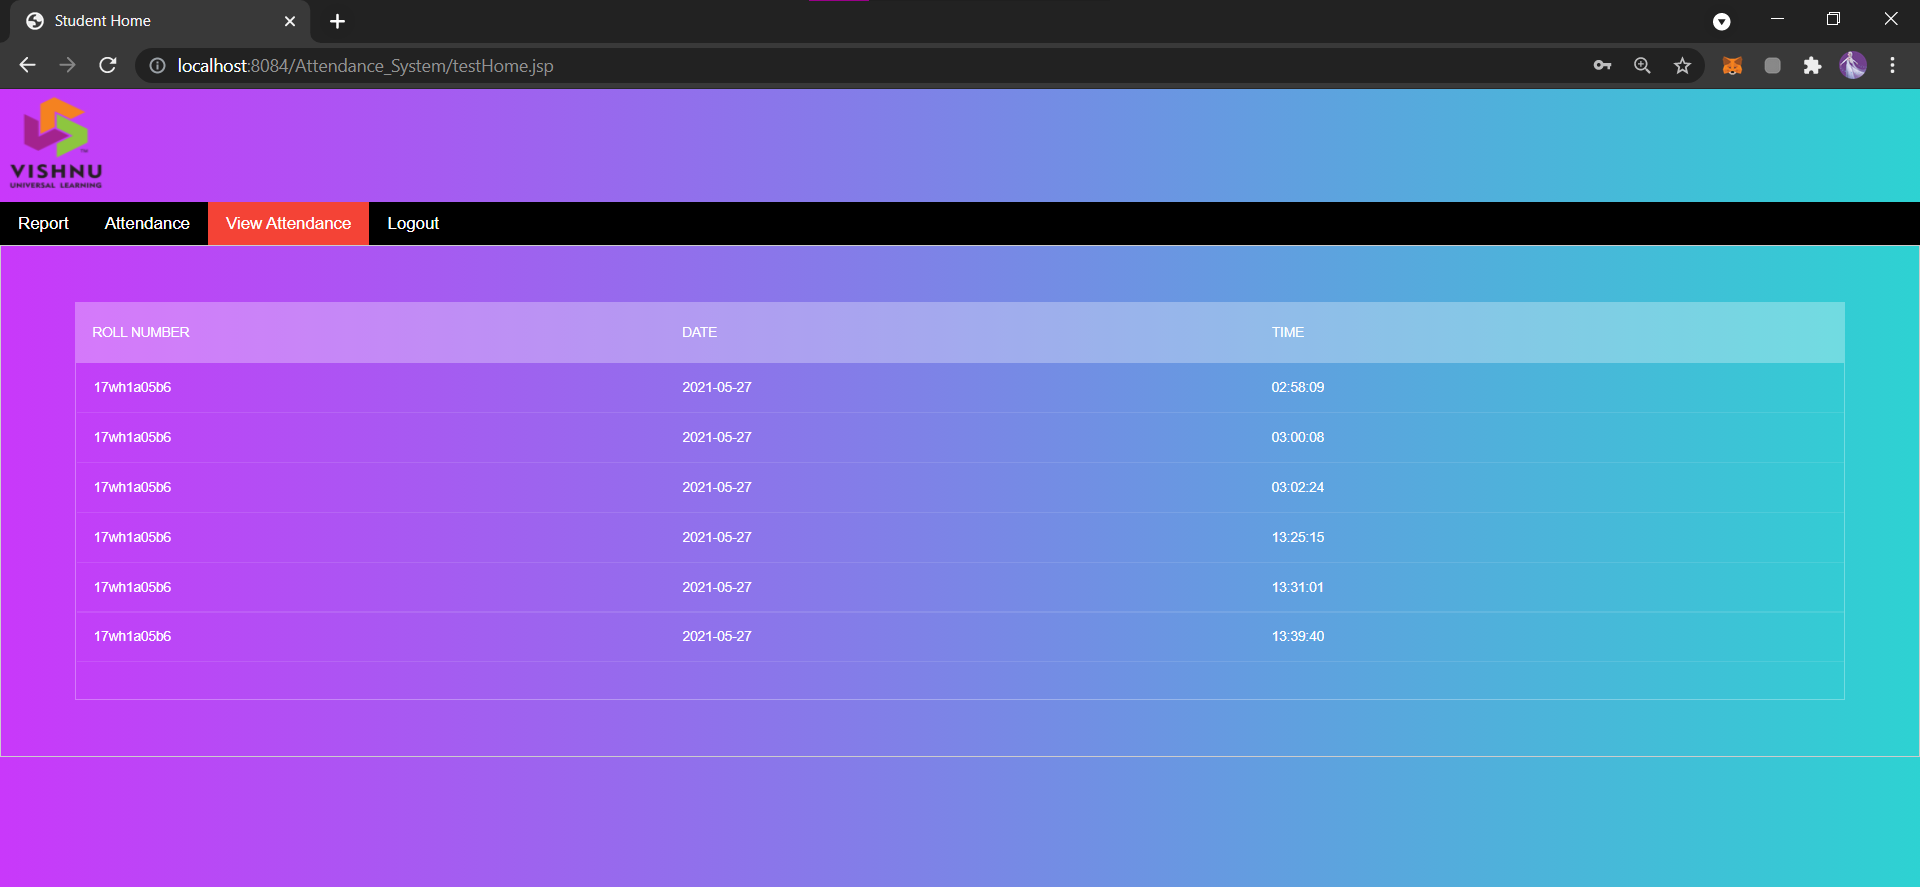 Student Home
localhost:8084/Attendance_System/testHome.jsp
VISHNU
UNIVERSAL LEARNING
Report Attendance View Attendance Logout
ROLL NUMBER DATE TIME
17wh1a05b6 2021-05-27 02:58:09
17wh1a05b6 2021-05-27 03:00:08
17wh1a05b6 2021-05-27 03:02:24
17wh1a05b6 2021-05-27 13:25:15
17wh1a05b6 2021-05-27 13:31:01
17wh1a05b6 2021-05-27 13:39:40